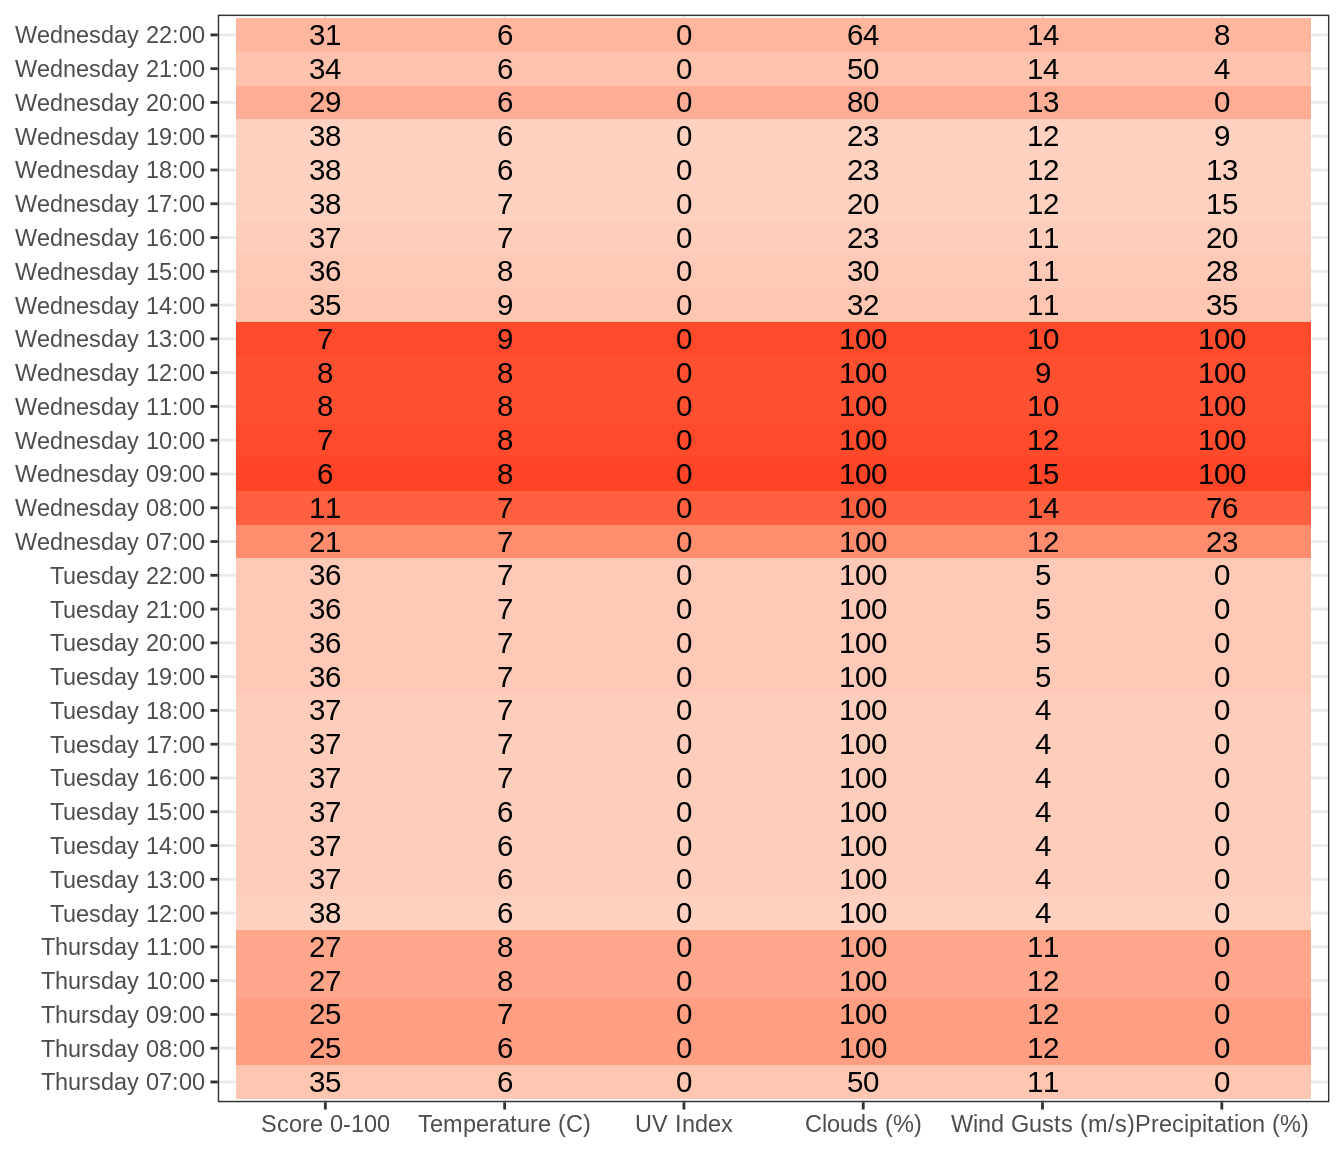 Wednesday 22:00 31 6 0 64 14 8
Wednesday 21:00 34 6 0 50 14 4
Wednesday 20:00 29 6 0 80 13 0
Wednesday 19:00 38 6 0 23 12 9
Wednesday 18:00 38 6 0 23 12 13
Wednesday 17:00 38 7 0 20 12 15
Wednesday 16:00 37 7 0 23 11 20
Wednesday 15:00 36 8 0 30 11 28
Wednesday 14:00 35 9 0 32 11 35
Wednesday 13:00 7 9 0 100 10 100
Wednesday 12:00 8 8 0 100 9 100
Wednesday 11:00 8 8 0 100 10 100
Wednesday 10:00 7 8 0 100 12 100
Wednesday 09:00 6 8 0 100 15 100
Wednesday 08:00 11 7 0 100 14 76
Wednesday 07:00 21 7 0 100 12 23
Tuesday 22:00 36 7 0 100 5 0
Tuesday 21:00 36 7 0 100 5 0
Tuesday 20:00 36 7 0 100 5 0
Tuesday 19:00 36 7 0 100 5 0
Tuesday 18:00 37 7 0 100 4 0
Tuesday 17:00 37 7 0 100 4 0
Tuesday 16:00 37 7 0 100 4 0
Tuesday 15:00 37 6 0 100 4 0
Tuesday 14:00 37 6 0 100 4 0
Tuesday 13:00 37 6 0 100 4 0
Tuesday 12:00 38 6 0 100 4 0
Thursday 11:00 27 8 0 100 11 0
Thursday 10:00 27 8 0 100 12 0
Thursday 09:00 25 7 0 100 12 0
Thursday 08:00 25 6 0 100 12 0
Thursday 07:00 35 6 0 50 11 0
Score 0-100 Temperature (C) UV Index Clouds (%) Wind Gusts (m/s) Precipitation (%)